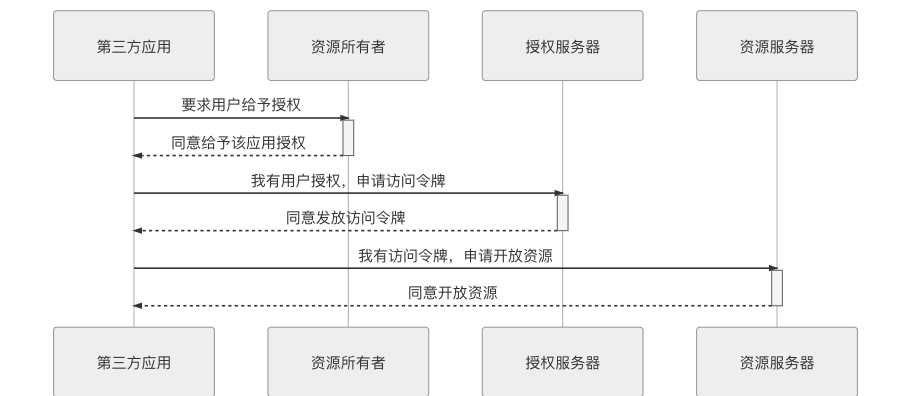 第三方应用
资源所有者
授权服务器
资源服务器
要求用户给予授权
同意给予该应用授权
我有用户授权，申请访问令牌
同意发放访问令牌
我有访问令牌，申请开放资源
同意开放资源
第三方应用
资源所有者
授权服务器
资源服务器